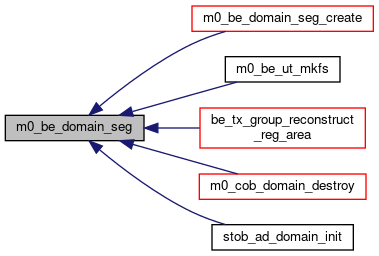 m0_be_domain_seg_create
m0_be_ut_mkfs
m0_be_domain_seg
be_tx_group_reconstruct
_reg_area
m0_cob_domain_destroy
stob_ad_domain_init